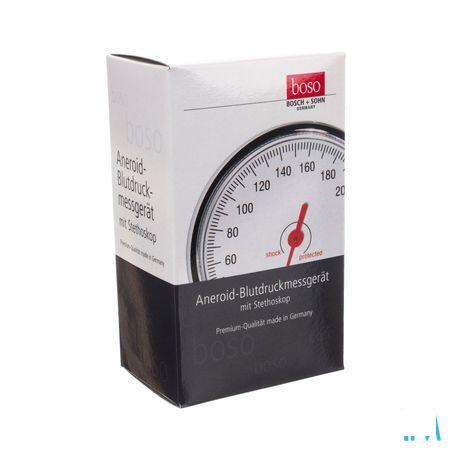 boso
BOSCH + SOHN
GERMANY
boso
Aneroid-
Blutdruck-
messgerät
mit Stethoskop
Premium-Qualität made in Germany
60
80
100
120
140
160
180
shock
protected
Aneroid-Blutdruckmessgerät
mit Stethoskop
Premium-Qualität made in Germany
boso